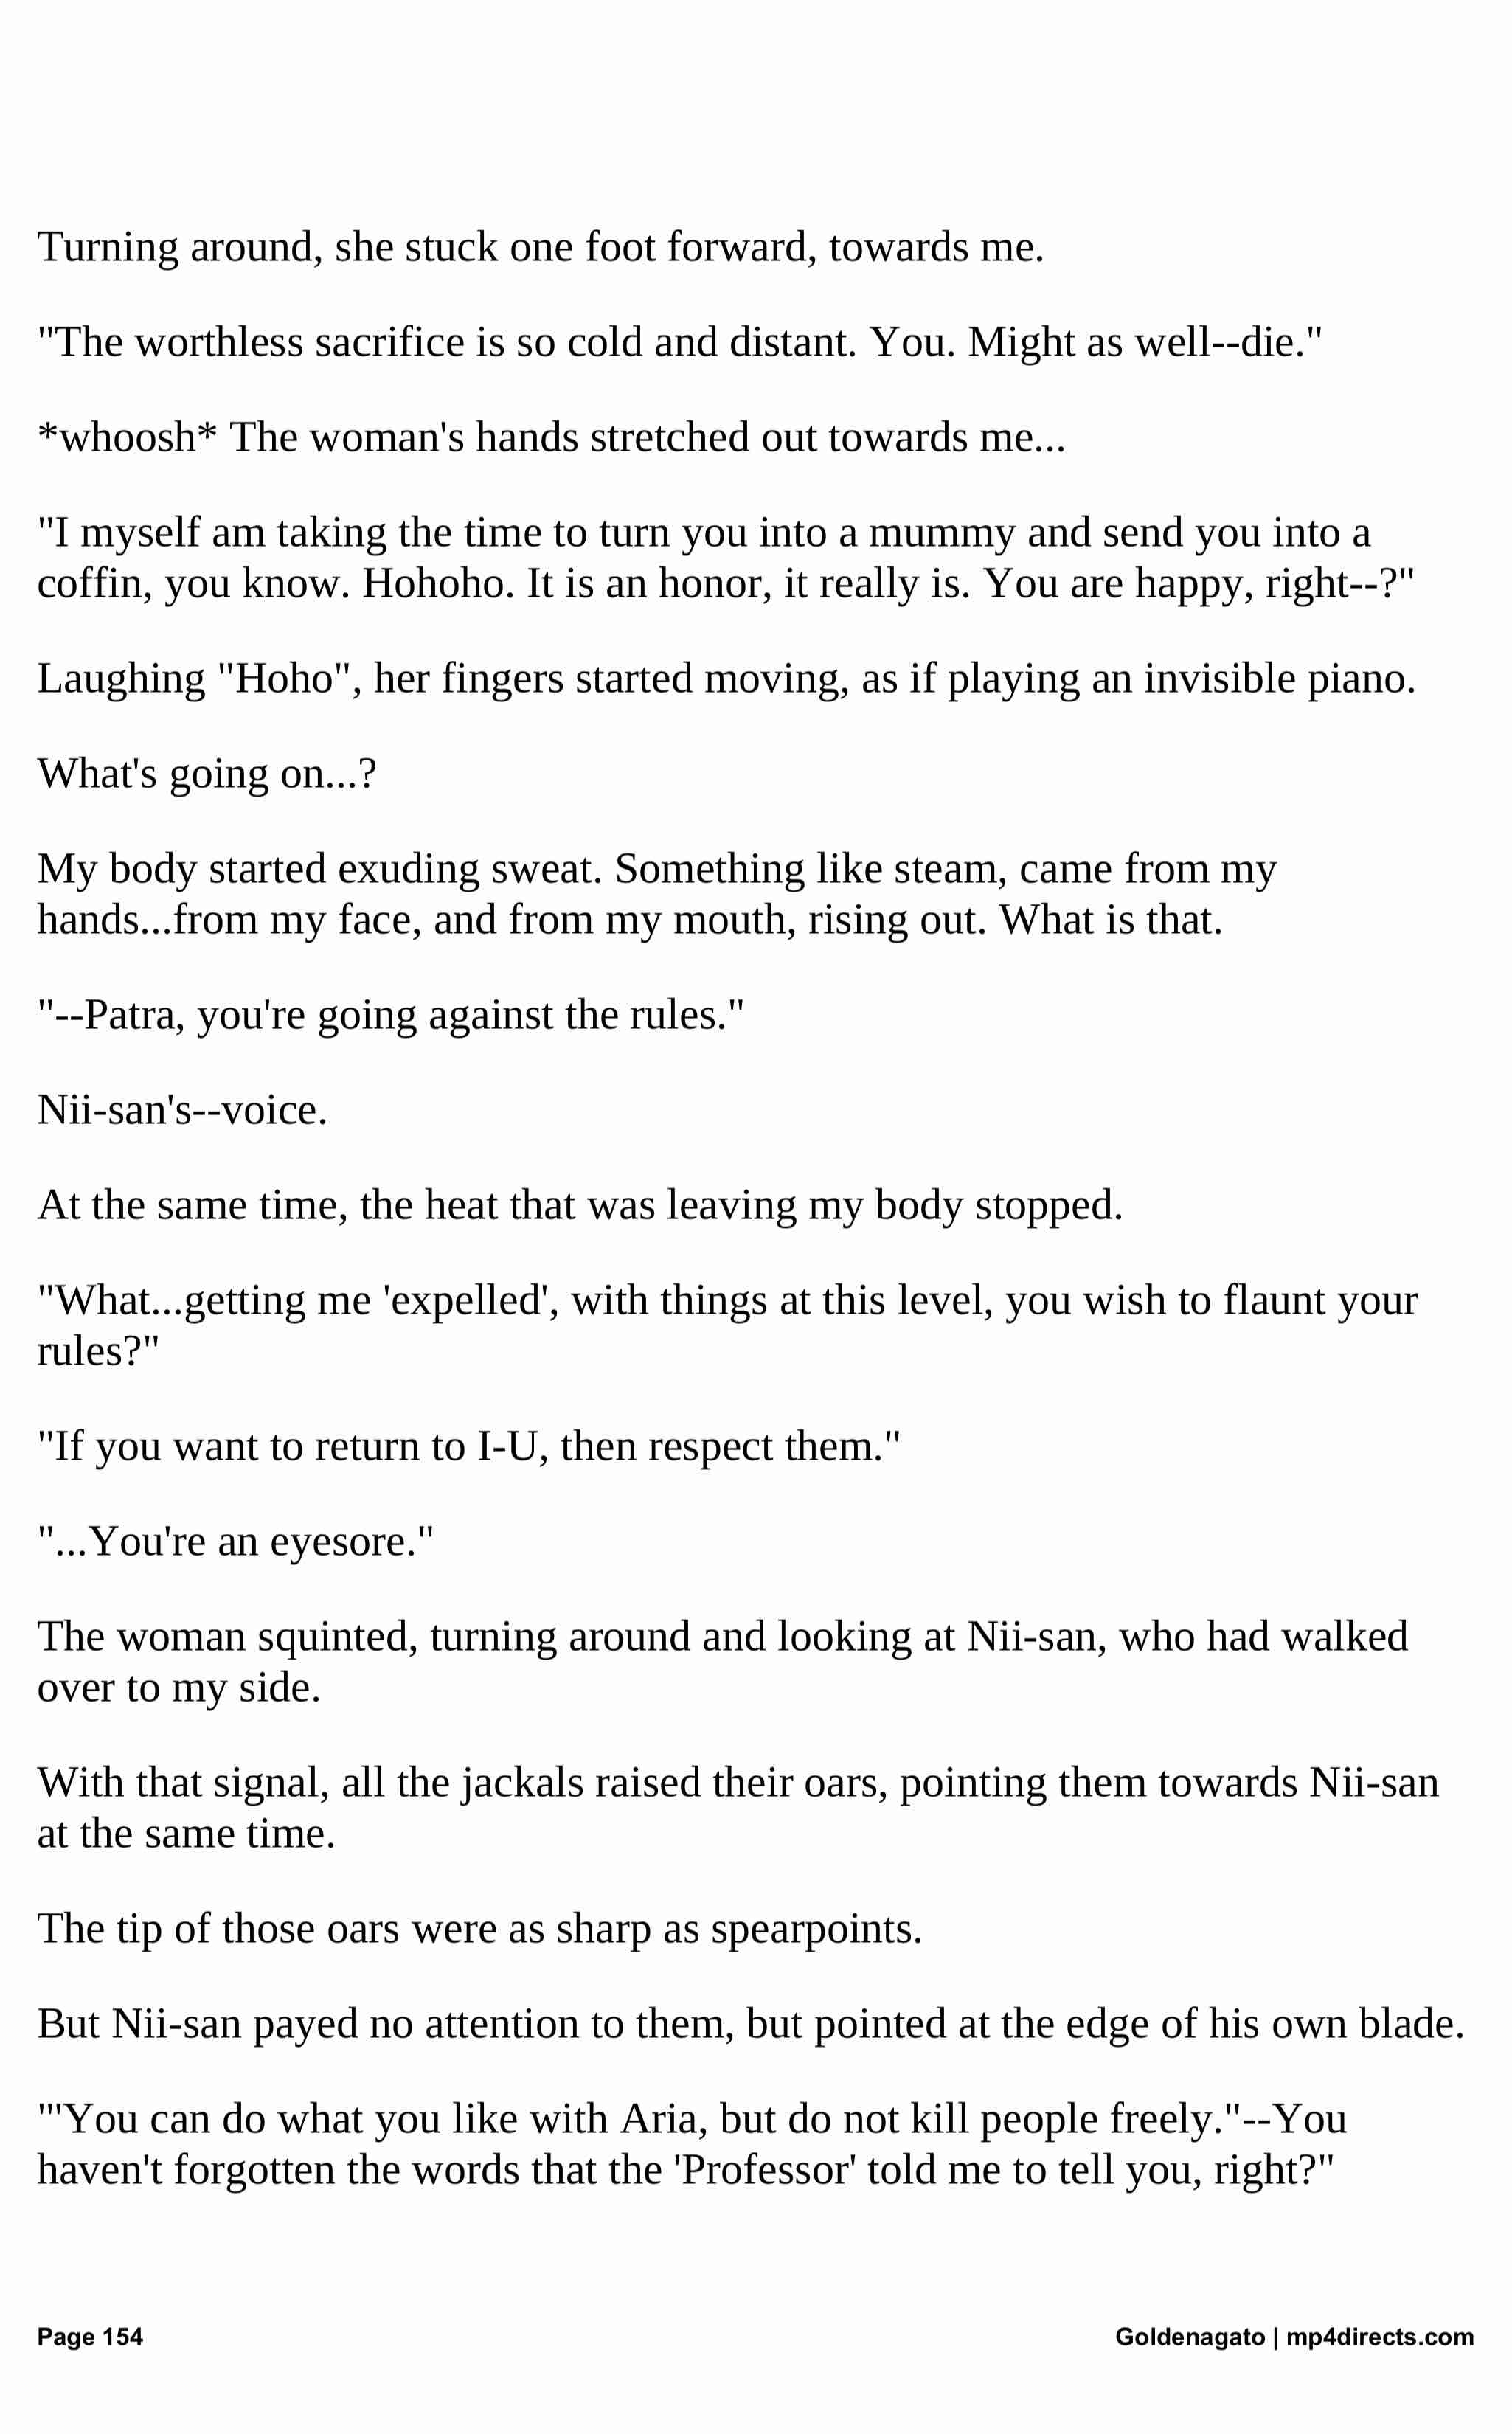 Turning around, she stuck one foot forward, towards me.
"The worthless sacrifice is so cold and distant. You. Might as well--die."
*whoosh* The woman's hands stretched out towards me...
"I myself am taking the time to turn you into a mummy and send you into a
coffin, you know. Hohoho. It is an honor, it really is. You are happy, right--?"
Laughing "Hoho", her fingers started moving, as if playing an invisible piano.
What's going on...?
My body started exuding sweat. Something like steam, came from my
hands...from my face, and from my mouth, rising out. What is that.
"--Patra, you're going against the rules."
Nii-san's--voice.
At the same time, the heat that was leaving my body stopped.
"What...getting me 'expelled', with things at this level, you wish to flaunt your
rules?"
"If you want to return to I-U, then respect them."
"...You're an eyesore."
The woman squinted, turning around and looking at Nii-san, who had walked
over to my side.
With that signal, all the jackals raised their oars, pointing them towards Nii-san
at the same time.
The tip of those oars were as sharp as spearpoints.
But Nii-san payed no attention to them, but pointed at the edge of his own blade.
"'You can do what you like with Aria, but do not kill people freely."--You
haven't forgotten the words that the 'Professor' told me to tell you, right?"
Page 154
Goldenagato | mp4directs.com